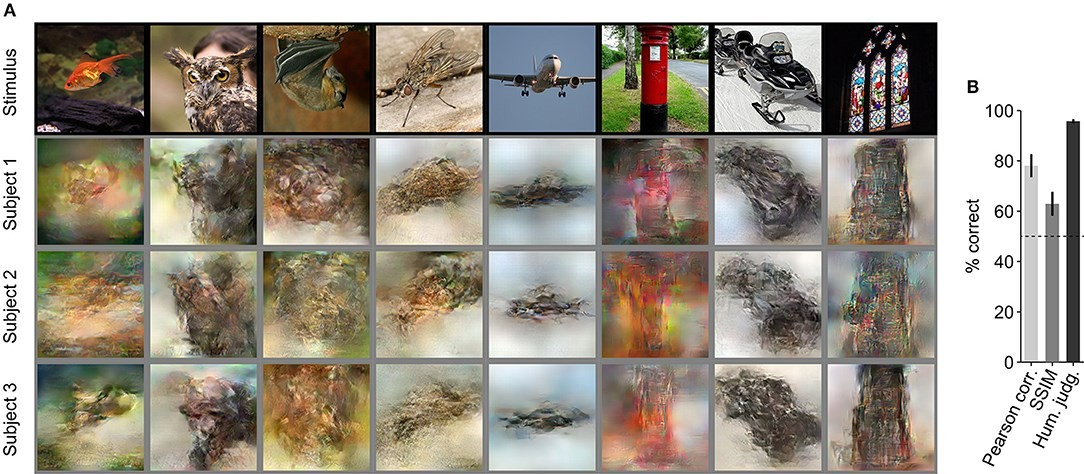 A
Stimulus
Subject 1
Subject 2
Subject 3
B
% correct
100
80
60
40
20
0
Pearson corr.
SSIM
Hum. judg.